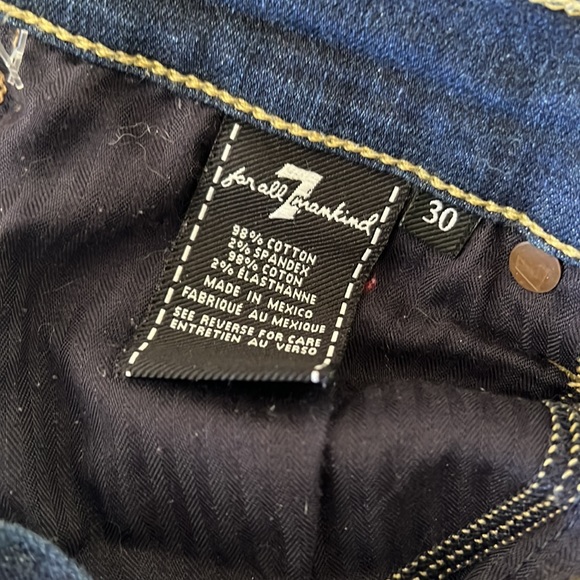 7
for all mankind
30
98% COTTON
2% SPANDEX
98% COTON
2% ÉLASTHANNE
MADE IN MEXICO
FABRIQUE AU MEXIQUE
SEE REVERSE FOR CARE
ENTRETIEN AU VERSO